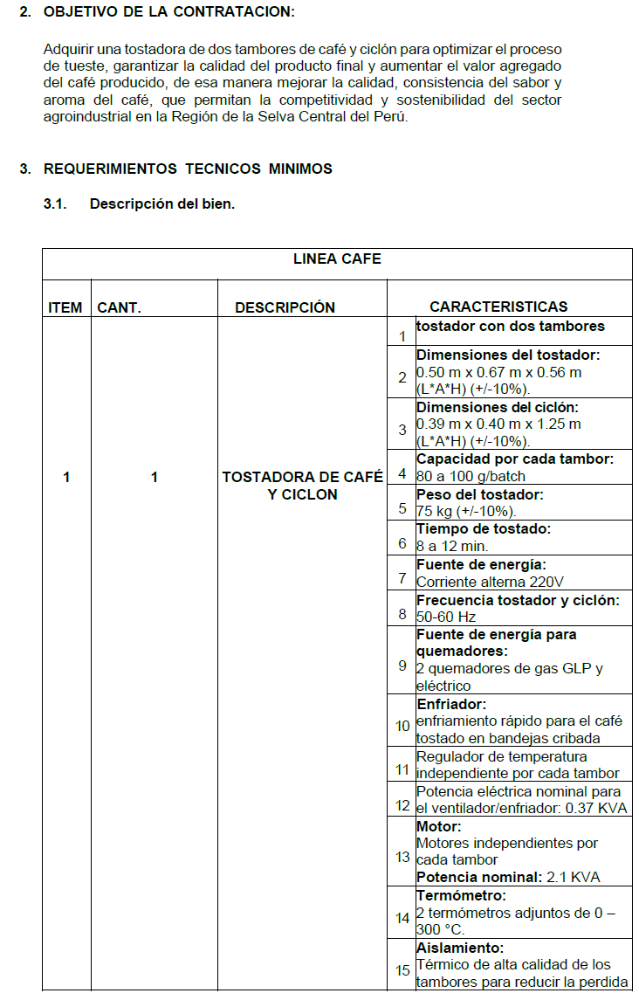 2. OBJETIVO DE LA CONTRATACION:
Adquirir una tostadora de dos tambores de café y ciclón para optimizar el proceso
de tueste, garantizar la calidad del producto final y aumentar el valor agregado
del café producido, de esa manera mejorar la calidad, consistencia del sabor y
aroma del café, que permitan la competitividad y sostenibilidad del sector
agroindustrial en la Región de la Selva Central del Perú.
3. REQUERIMIENTOS TECNICOS MINIMOS
3.1. Descripción del bien.
LINEA CAFE
ITEM CANT. DESCRIPCIÓN CARACTERISTICAS
1 1 TOSTADORA DE CAFÉ
Y CICLON
1 tostador con dos tambores
2 Dimensiones del tostador:
0.50 m x 0.67 m x 0.56 m
(L*A*H) (+/-10%).
3 Dimensiones del ciclón:
0.39 m x 0.40 m x 1.25 m
(L*A*H) (+/-10%).
4 Capacidad por cada tambor:
80 a 100 g/batch
5 Peso del tostador:
75 kg (+/-10%).
6 Tiempo de tostado:
8 a 12 min.
7 Fuente de energía:
Corriente alterna 220V
8 Frecuencia tostador y ciclón:
50-60 Hz
9 Fuente de energía para
quemadores:
2 quemadores de gas GLP y
eléctrico
10 Enfriador:
enfriamiento rápido para el café
tostado en bandejas cribada
11 Regulador de temperatura
independiente por cada tambor
12 Potencia eléctrica nominal para
el ventilador/enfriador: 0.37 KVA
13 Motor:
Motores independientes por
cada tambor
Potencia nominal: 2.1 KVA
14 Termómetro:
2 termómetros adjuntos de 0 –
300 °C.
15 Aislamiento:
Térmico de alta calidad de los
tambores para reducir la perdida